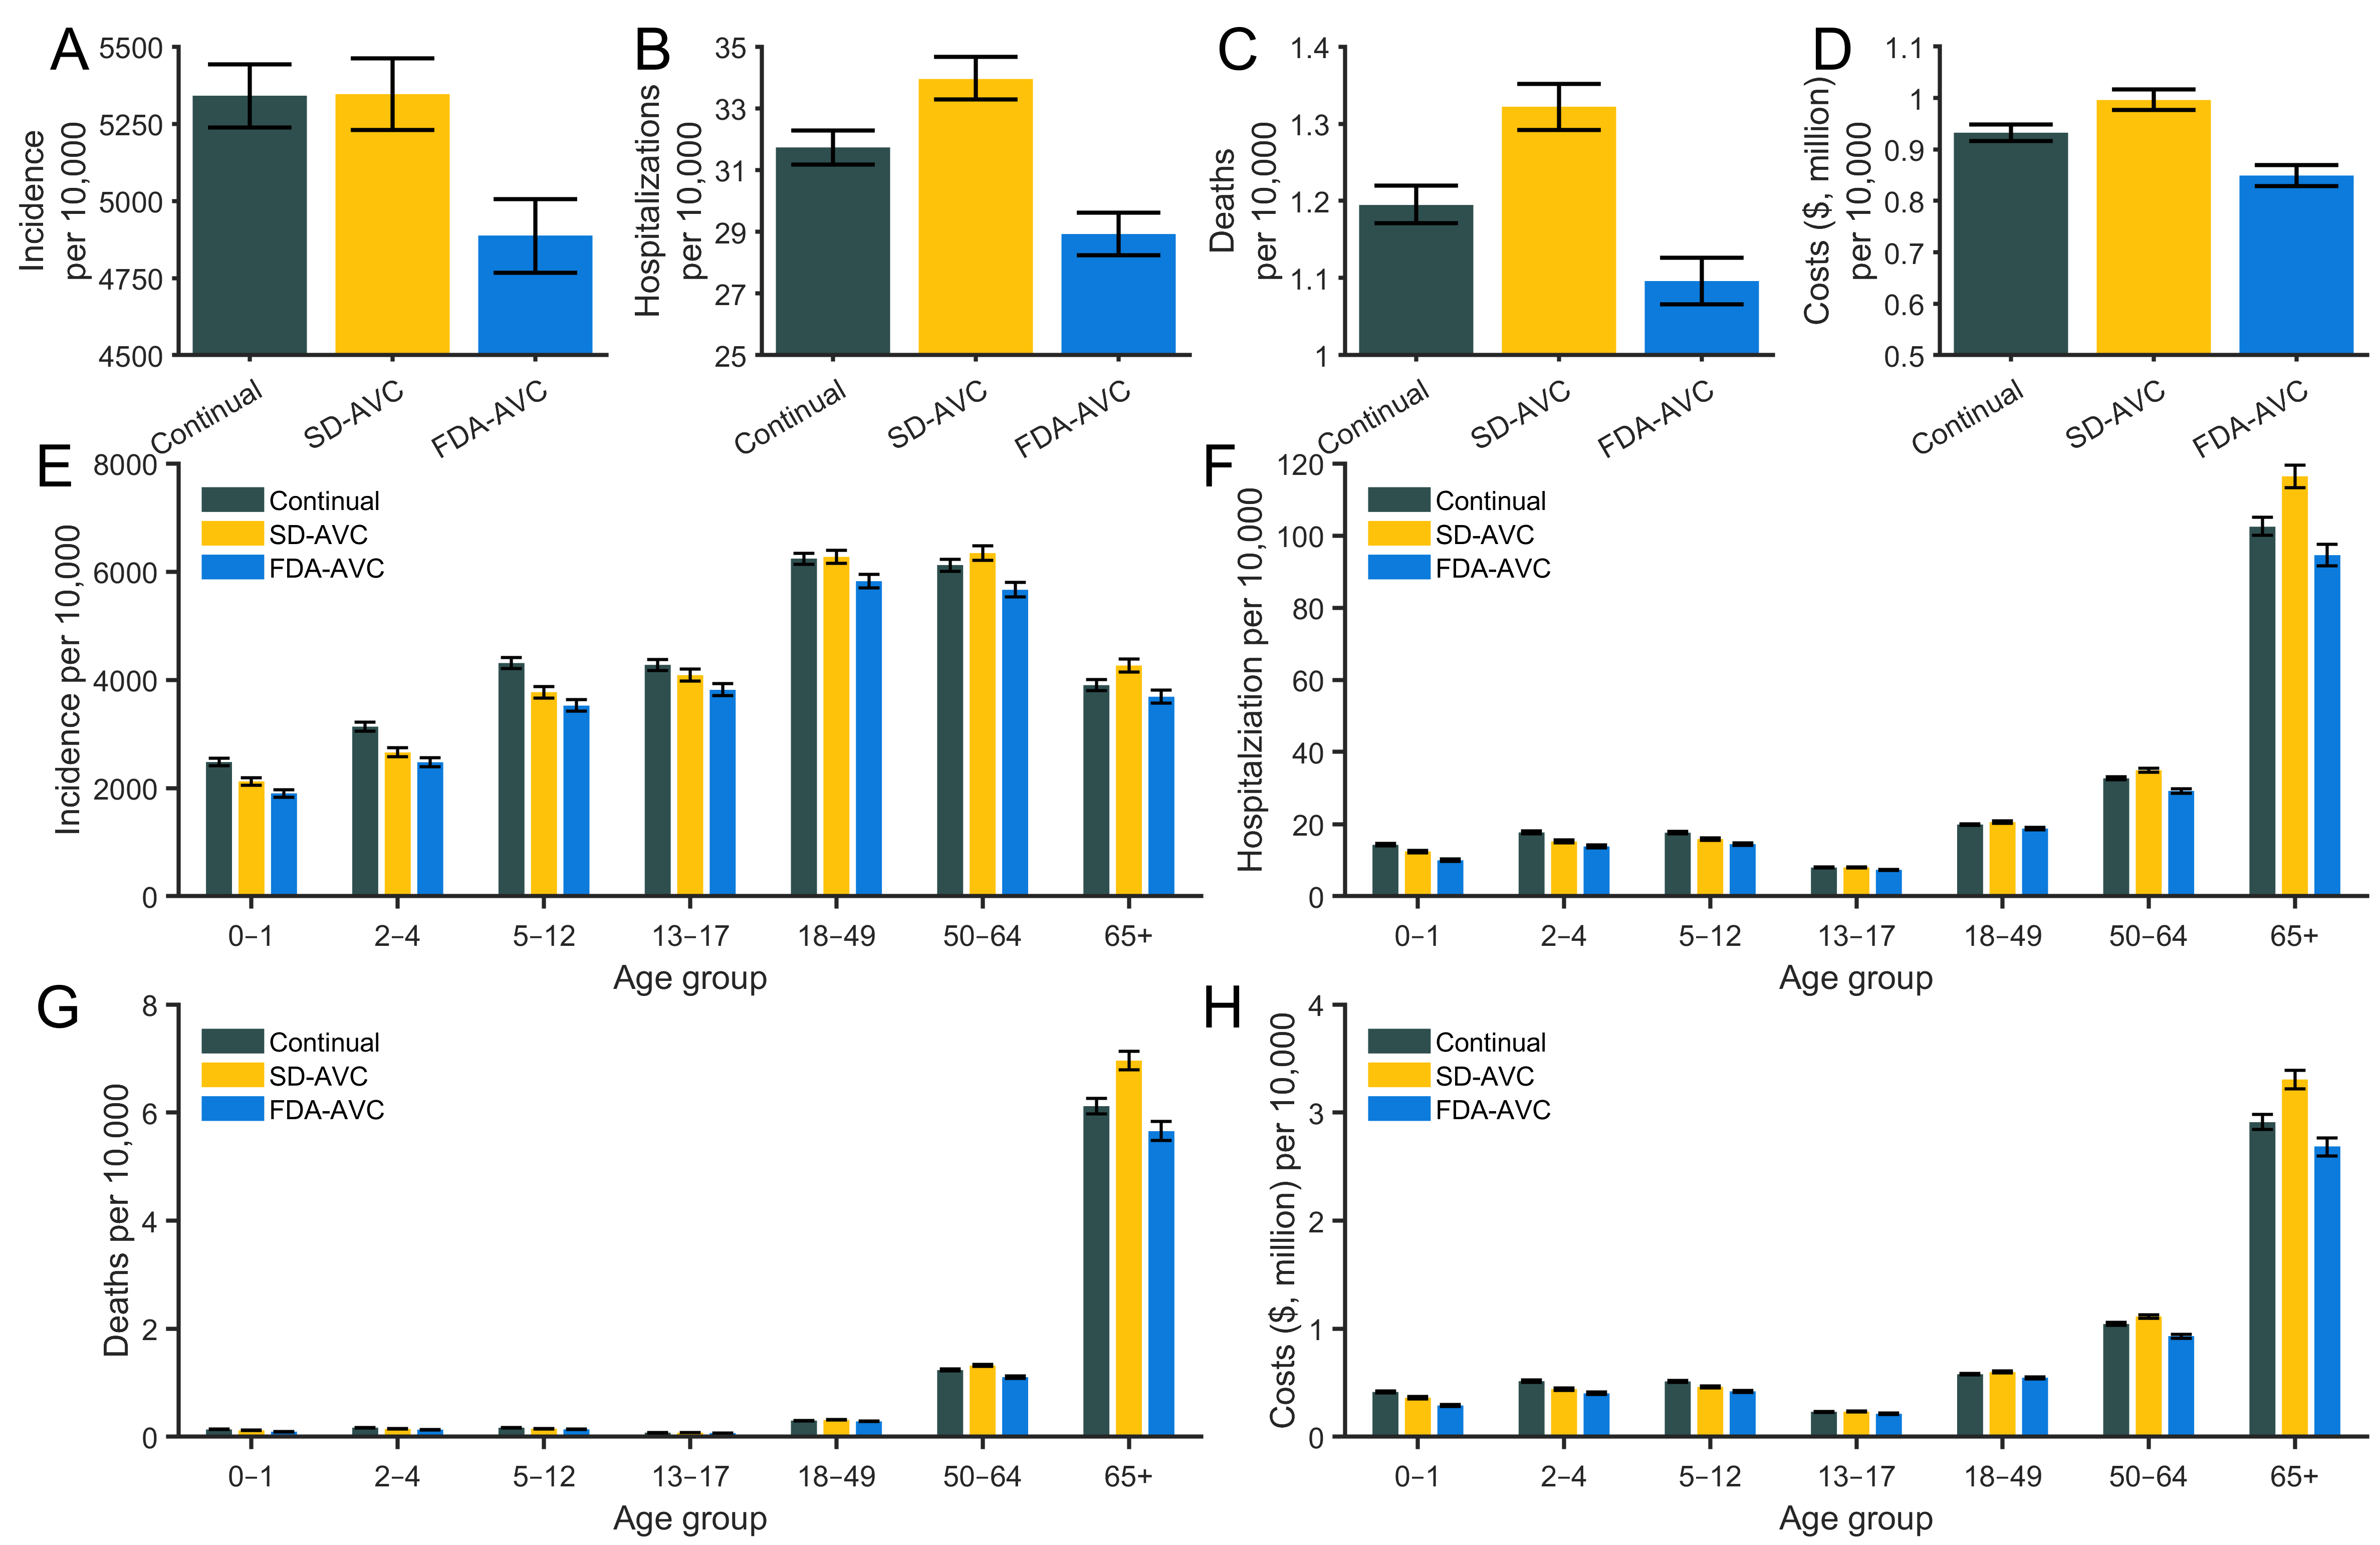 A
Incidence
per 10,000
5500
5250
5000
4750
4500
Continual
SD-AVC
FDA-AVC
B
Hospitalizations
per 10,000
35
33
31
29
27
25
Continual
SD-AVC
FDA-AVC
C
Deaths
per 10,000
1.4
1.3
1.2
1.1
1
Continual
SD-AVC
FDA-AVC
D
Costs ($, million)
per 10,000
1.1
1
0.9
0.8
0.7
0.6
0.5
Continual
SD-AVC
FDA-AVC
E
Incidence per 10,000
8000
6000
4000
2000
0
Continual
SD-AVC
FDA-AVC
0–1 2–4 5–12 13–17 18–49 50–64 65+
Age group
F
Hospitalziation per 10,000
120
100
80
60
40
20
0
Continual
SD-AVC
FDA-AVC
0–1 2–4 5–12 13–17 18–49 50–64 65+
Age group
G
Deaths per 10,000
8
6
4
2
0
Continual
SD-AVC
FDA-AVC
0–1 2–4 5–12 13–17 18–49 50–64 65+
Age group
H
Costs ($, million) per 10,000
4
3
2
1
0
Continual
SD-AVC
FDA-AVC
0–1 2–4 5–12 13–17 18–49 50–64 65+
Age group